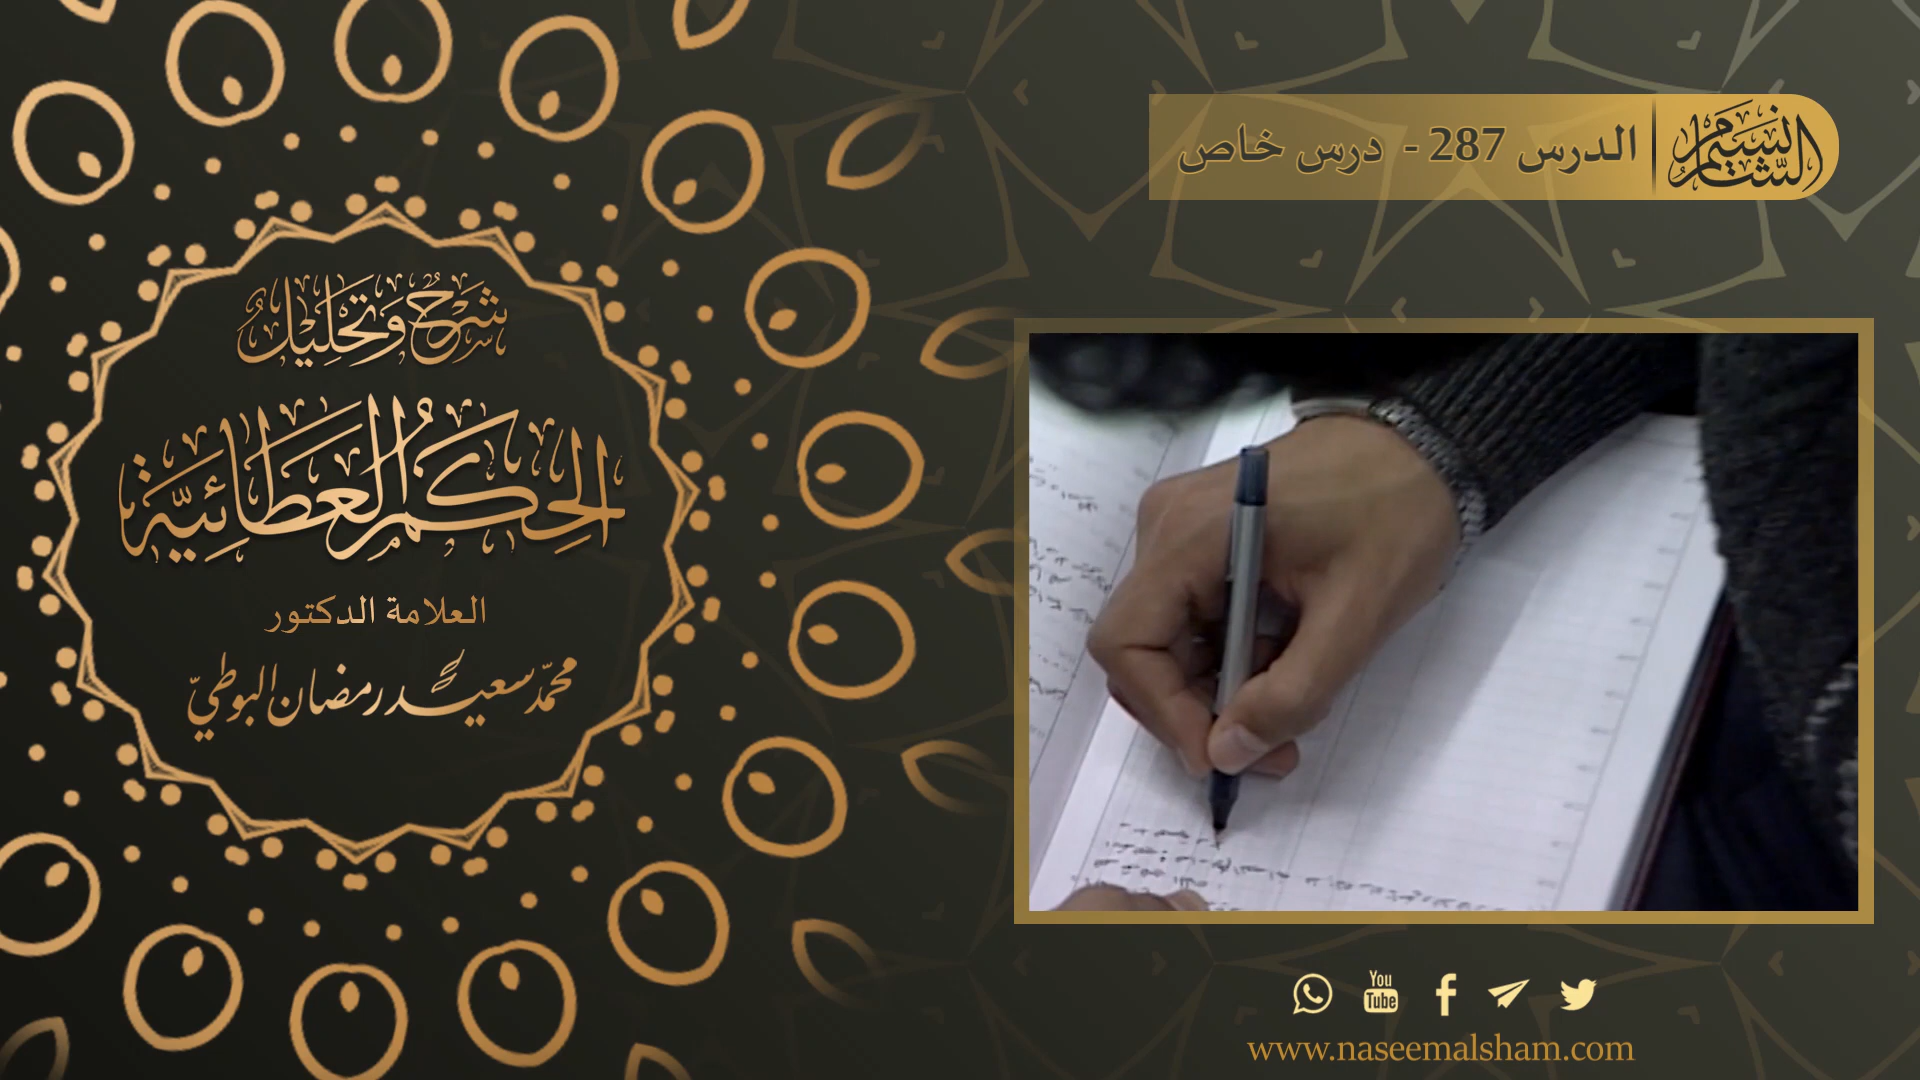 نسيم الشام
الدرس 287 - درس خاص
شرح وتحليل
الحكم العطائية
العلامة الدكتور
محمد سعيد رمضان البوطي
You
Tube
www.naseemalsham.com